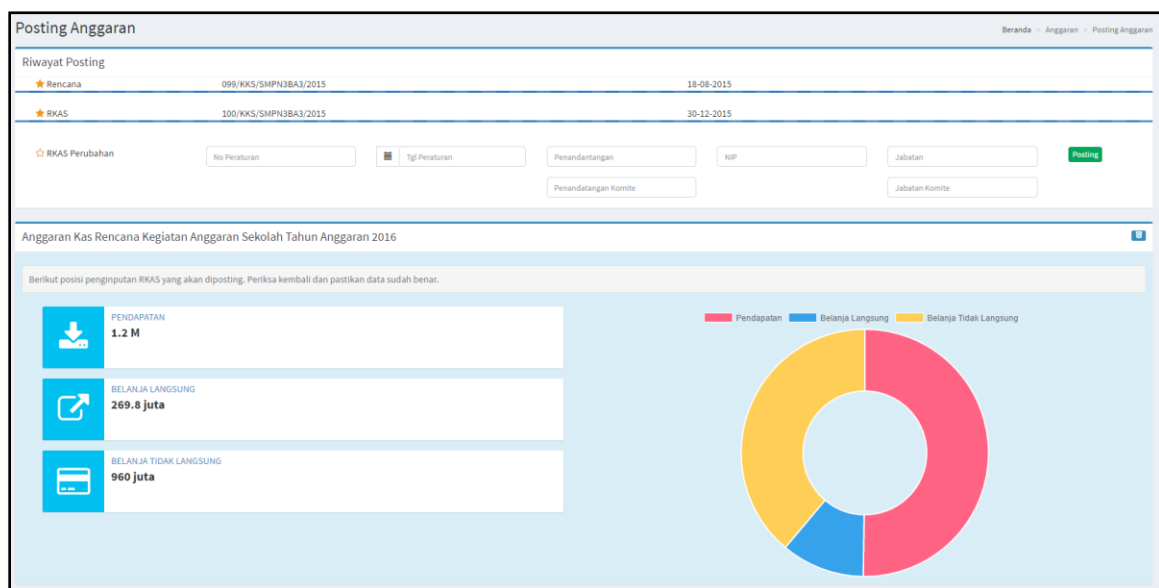 Posting Anggaran
Beranda > Anggaran > Posting Anggaran
Riwayat Posting
Rencana 099/KKS/SMPN3BA3/2015 18-08-2015
RKAS 100/KKS/SMPN3BA3/2015 30-12-2015
RKAS Perubahan No Peraturan Tgl Peraturan Penandantangan NIP Jabatan Posting
Penandatangan Komite Jabatan Komite
Anggaran Kas Rencana Kegiatan Anggaran Sekolah Tahun Anggaran 2016
Berikut posisi penginputan RKAS yang akan diposting. Periksa kembali dan pastikan data sudah benar.
PENDAPATAN
1.2 M
BELANJA LANGSUNG
269.8 juta
BELANJA TIDAK LANGSUNG
960 juta
Pendapatan Belanja Langsung Belanja Tidak Langsung